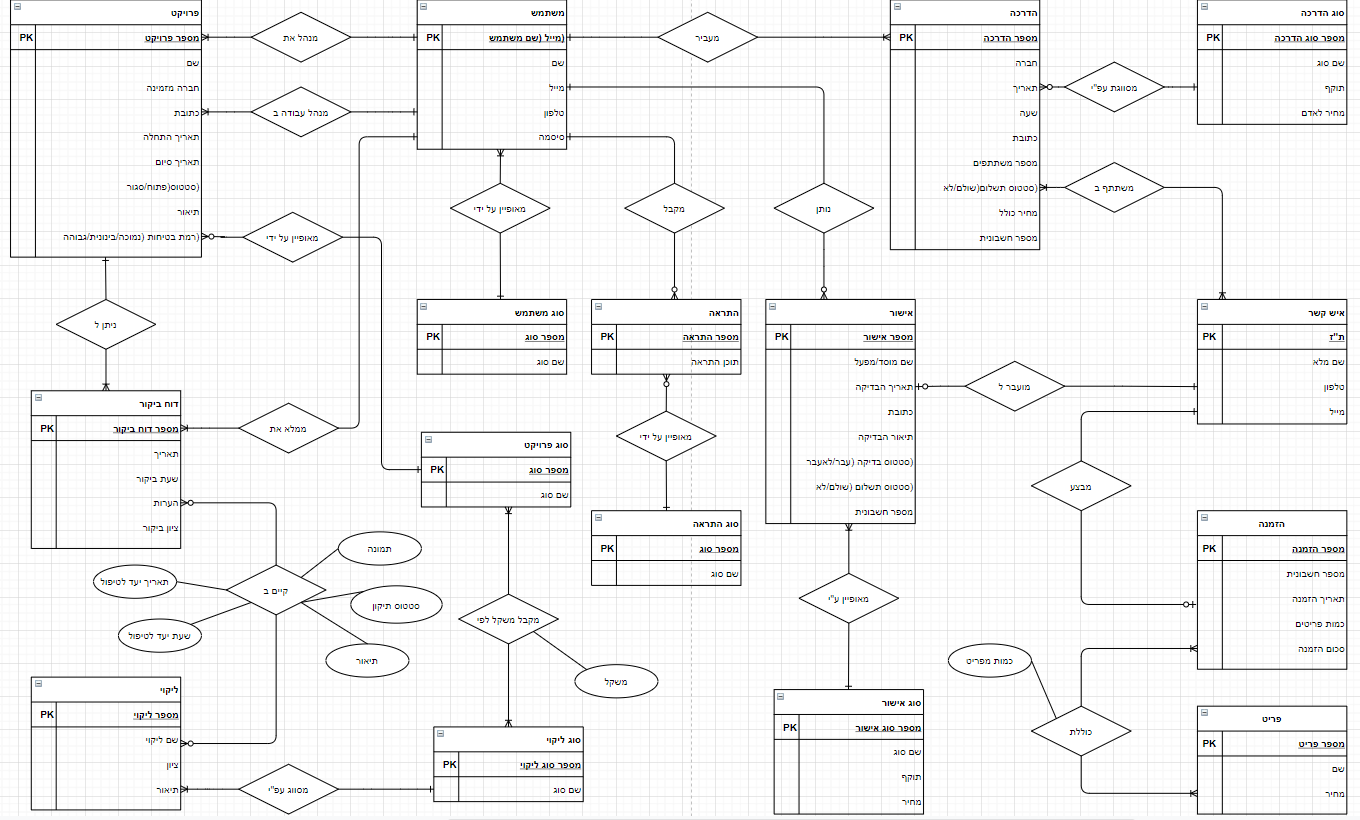 פרויקט
PK
מספר פרויקט
שם
חברה מזמינה
כתובת
תאריך התחלה
תאריך סיום
(סטטוס(פתוח/סגור
תיאור
(רמת בטיחות (נמוכה/בינונית/גבוהה
מנהל את
מנהל עבודה ב
מאופיין על ידי
משתמש
PK
(מייל (שם משתמש
שם
מייל
טלפון
סיסמה
מעביר
הדרכה
PK
מספר הדרכה
חברה
תאריך
שעה
כתובת
מספר משתתפים
(סטטוס תשלום(שולם/לא
מחיר כולל
מספר חשבונית
מסווגת עפ"י
משתתף ב
סוג הדרכה
PK
מספר סוג הדרכה
שם סוג
תוקף
מחיר לאדם
מאופיין על ידי
מקבל
נותן
ניתן ל
סוג משתמש
PK
מספר סוג
שם סוג
התראה
PK
מספר התראה
תוכן התראה
אישור
PK
מספר אישור
שם מוסד/מפעל
תאריך הבדיקה
כתובת
תיאור הבדיקה
(סטטוס בדיקה (עבר/לאעבר
(סטטוס תשלום (שולם/לא
מספר חשבונית
מועבר ל
איש קשר
PK
ת"ז
שם מלא
טלפון
מייל
דוח ביקור
PK
מספר דוח ביקור
תאריך
שעת ביקור
הערות
ציון ביקור
ממלא את
סוג פרויקט
PK
מספר סוג
שם סוג
מאופיין על ידי
סוג התראה
PK
מספר סוג
שם סוג
מבצע
הזמנה
PK
מספר הזמנה
מספר חשבונית
תאריך הזמנה
כמות פריטים
סכום הזמנה
תמונה
תאריך יעד לטיפול
קיים ב
סטטוס תיקון
שעת יעד לטיפול
תיאור
מקבל משקל לפי
משקל
מאופיין ע"י
כמות מפריט
כוללת
ליקוי
PK
מספר ליקוי
שם ליקוי
ציון
תיאור
מסווג עפ"י
סוג ליקוי
PK
מספר סוג ליקוי
שם סוג
סוג אישור
PK
מספר סוג אישור
שם סוג
תוקף
מחיר
פריט
PK
מספר פריט
שם
מחיר